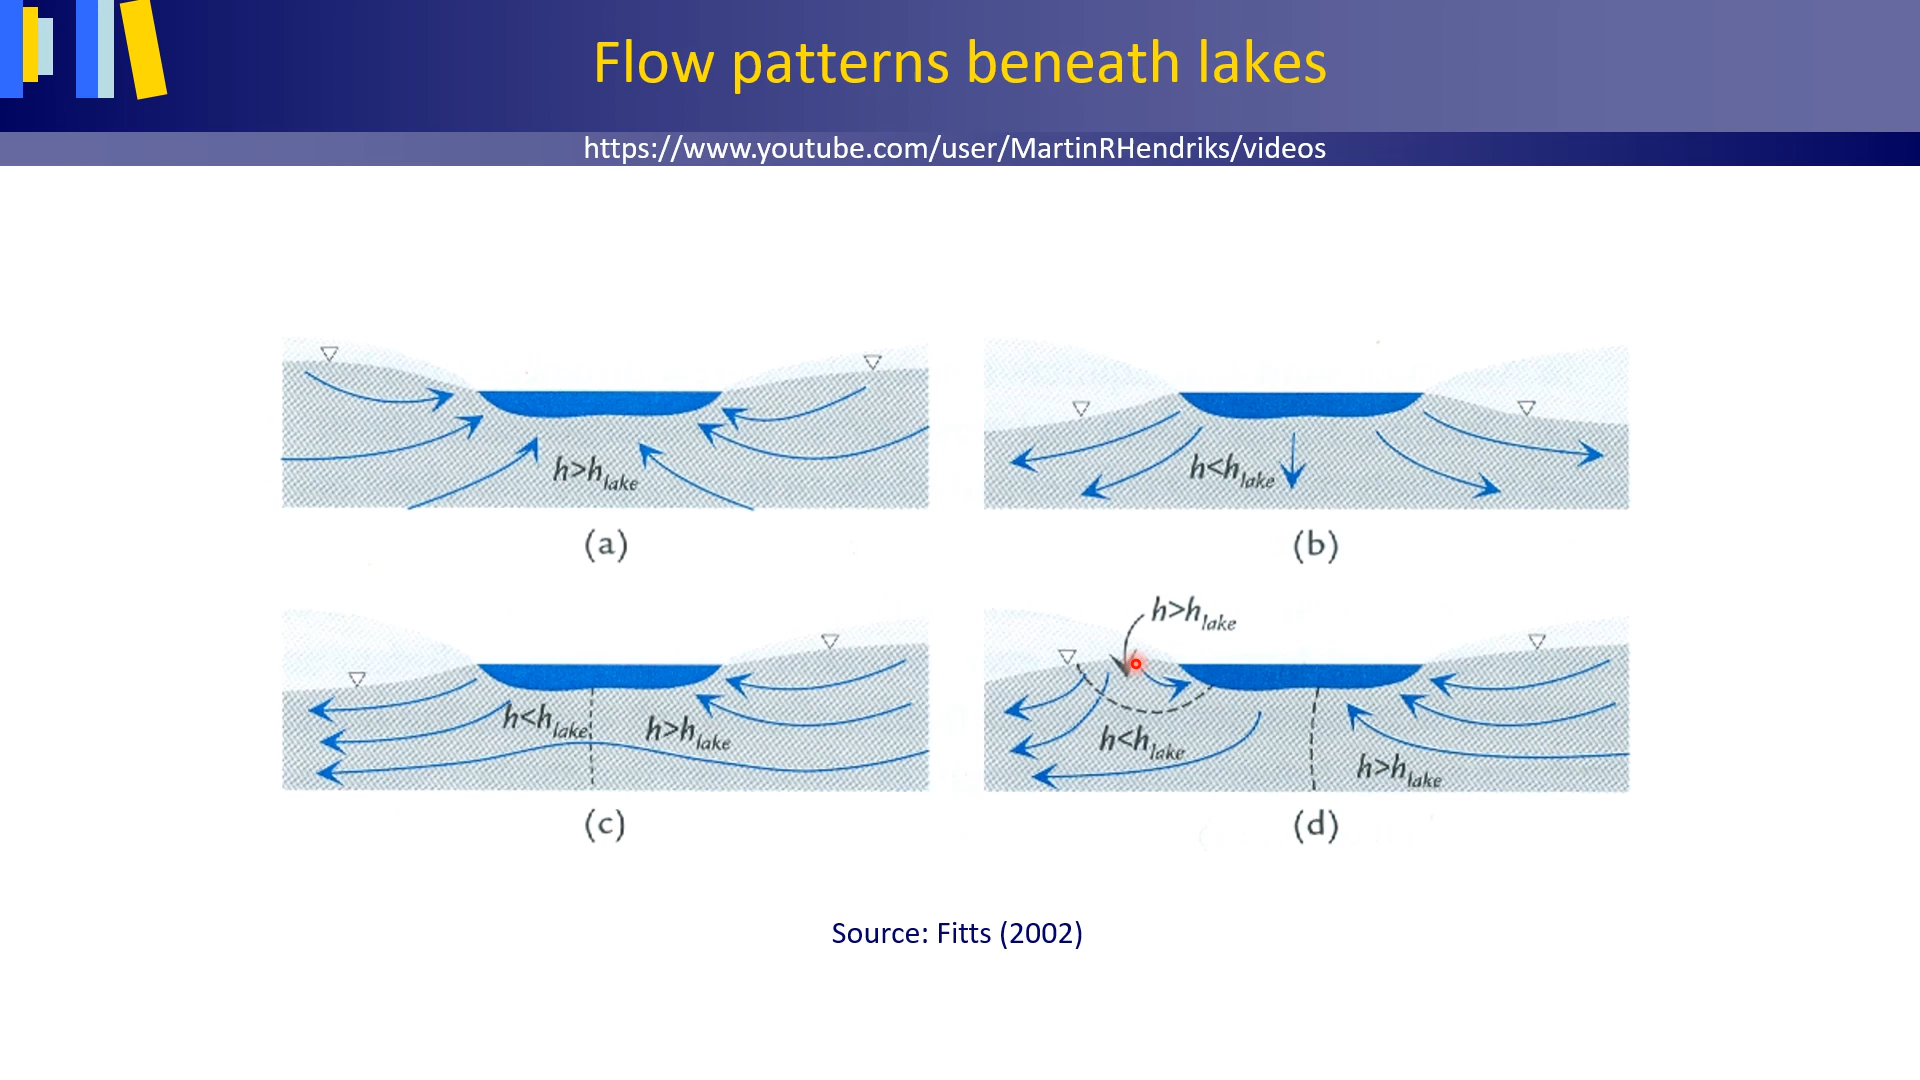 Flow patterns beneath lakes
https://www.youtube.com/user/MartinRHendriks/videos
h>hlake
(a)
h<hlake
(b)
h<hlake
h>hlake
(c)
h>hlake
h<hlake
h>hlake
(d)
Source: Fitts (2002)